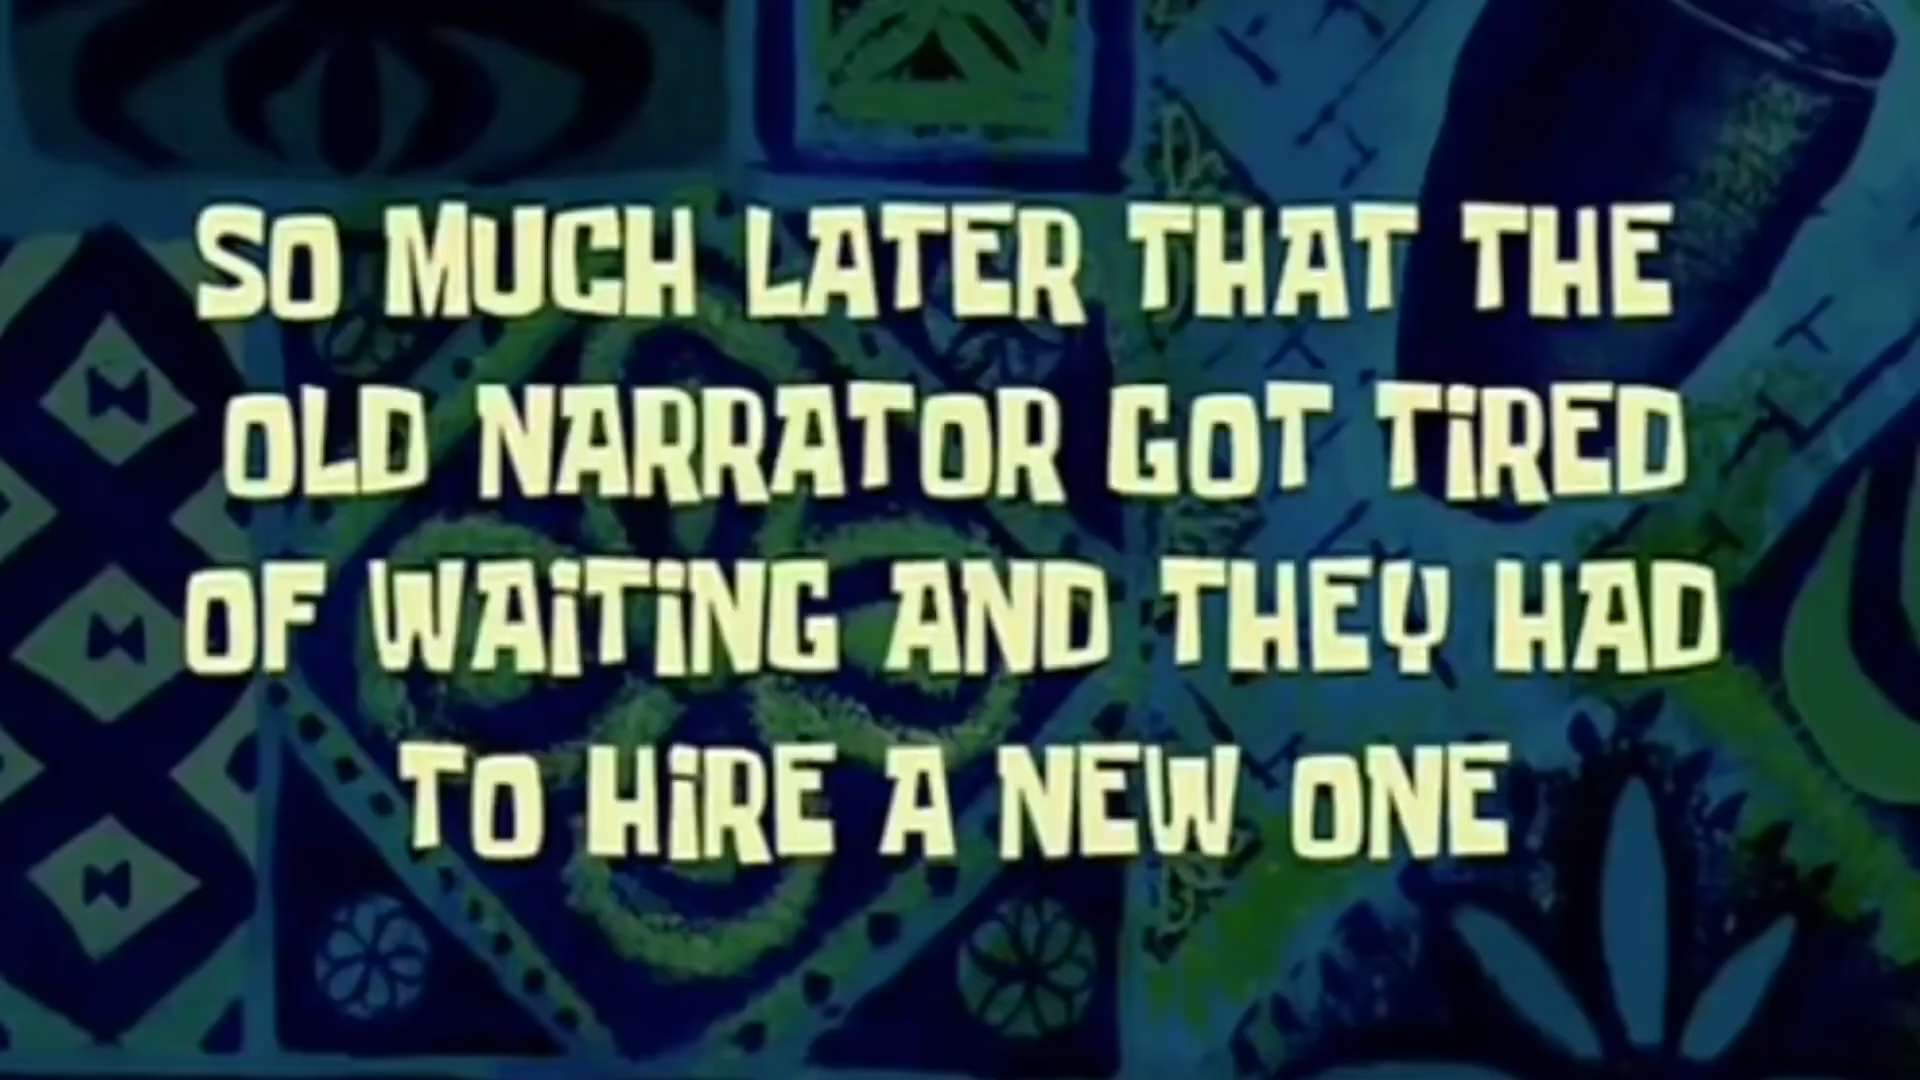 SO MUCH LATER THAT THE
OLD NARRATOR GOT TiRED
OF WAiTiNG AND THEY HAD
TO HiRE A NEW ONE